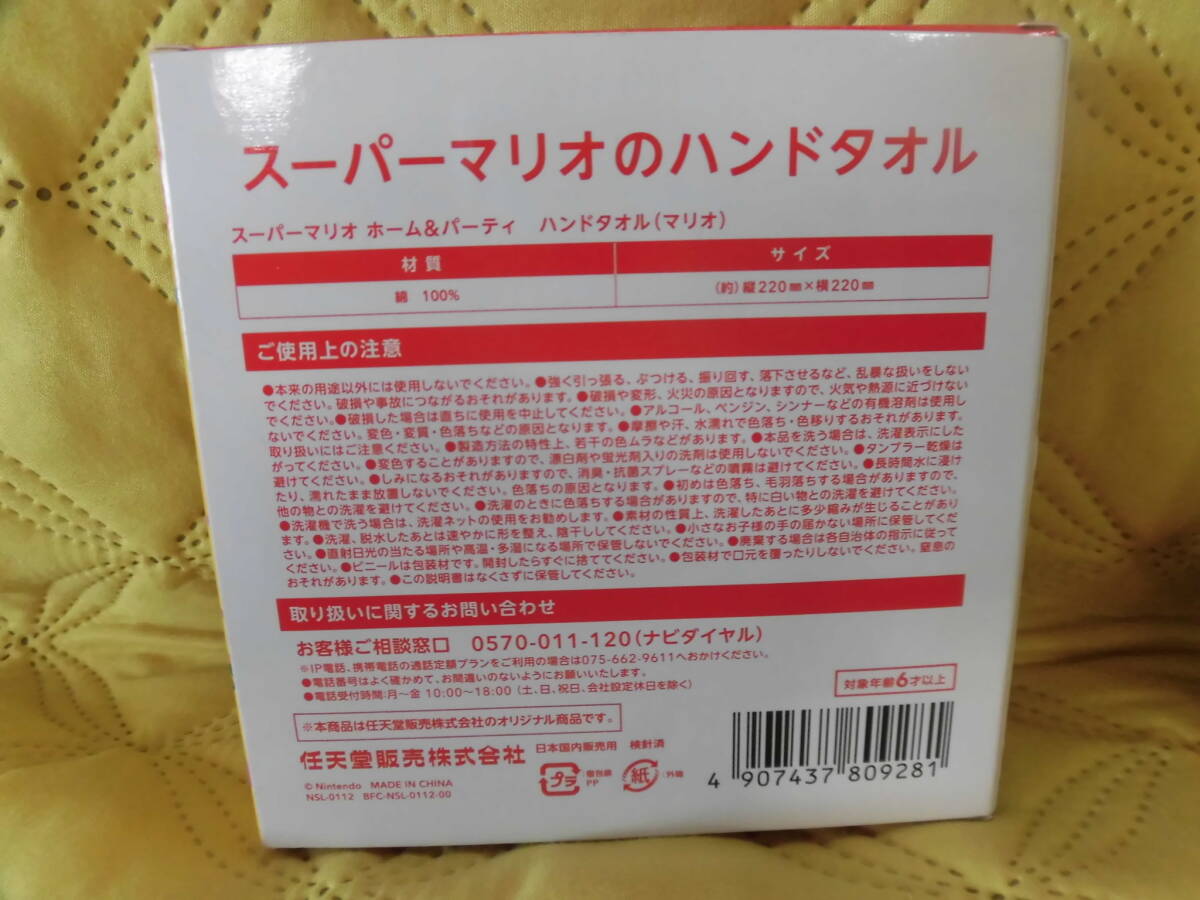 スーパーマリオのハンドタオル
スーパーマリオ ホーム&パーティ　ハンドタオル(マリオ)
材質　サイズ
綿 100%　(約)縦220㎜×横220㎜
ご使用上の注意
●本来の用途以外には使用しないでください。●強く引っ張る、ぶつける、振り回す、落下させるなど、乱暴な扱いをしない
でください。破損や事故につながるおそれがあります。●破損や変形、火災の原因となりますので、火気や熱源に近づけない
でください。●破損した場合は直ちに使用を中止してください。●アルコール、ベンジン、シンナーなどの有機溶剤は使用し
ないでください。変色・変質・色落ちなどの原因となります。●摩擦や汗、水濡れで色落ち・色移りするおそれがあります。
取り扱いにはご注意ください。●製造方法の特性上、若干の色ムラなどがあります。●本品を洗う場合は、洗濯表示にした
がってください。●変色することがありますので、漂白剤や蛍光剤入りの洗剤は使用しないでください。●タンブラー乾燥は
避けてください。●しみになるおそれがありますので、消臭・抗菌スプレーなどの噴霧は避けてください。●長時間水に浸け
たり、濡れたまま放置しないでください。色落ちの原因となります。●初めは色落ち、毛羽落ちする場合がありますので、
他の物との洗濯を避けてください。●洗濯のときに色落ちする場合がありますので、特に白い物との洗濯を避けてください。
●洗濯機で洗う場合は、洗濯ネットの使用をお勧めします。●素材の性質上、洗濯したあとに多少縮みが生じることがあり
ます。●洗濯、脱水したあとは速やかに形を整え、陰干ししてください。●小さなお子様の手の届かない場所に保管してくだ
さい。●直射日光の当たる場所や高温・多湿になる場所で保管しないでください。●廃棄する場合は各自治体の指示に従って
ください。●ビニールは包装材です。開封したらすぐに捨ててください。●包装材で口元を覆ったりしないでください。窒息の
おそれがあります。●この説明書はなくさずに保管してください。
取り扱いに関するお問い合わせ
お客様ご相談窓口　0570-011-120(ナビダイヤル)
※IP電話、携帯電話の通話定額プランをご利用の場合は075-662-9611へおかけください。
●電話番号はよく確かめて、お間違いのないようにお願いいたします。
●電話受付時間:月〜金 10:00〜18:00 (土、日、祝日、会社設定休日を除く)
対象年齢6才以上
※本商品は任天堂販売株式会社のオリジナル商品です。
任天堂販売株式会社　日本国内販売用　検針済
プラ :個包装 PP　紙 :外箱
© Nintendo　MADE IN CHINA
NSL-0112　BFC-NSL-0112-00
4 907437 809281